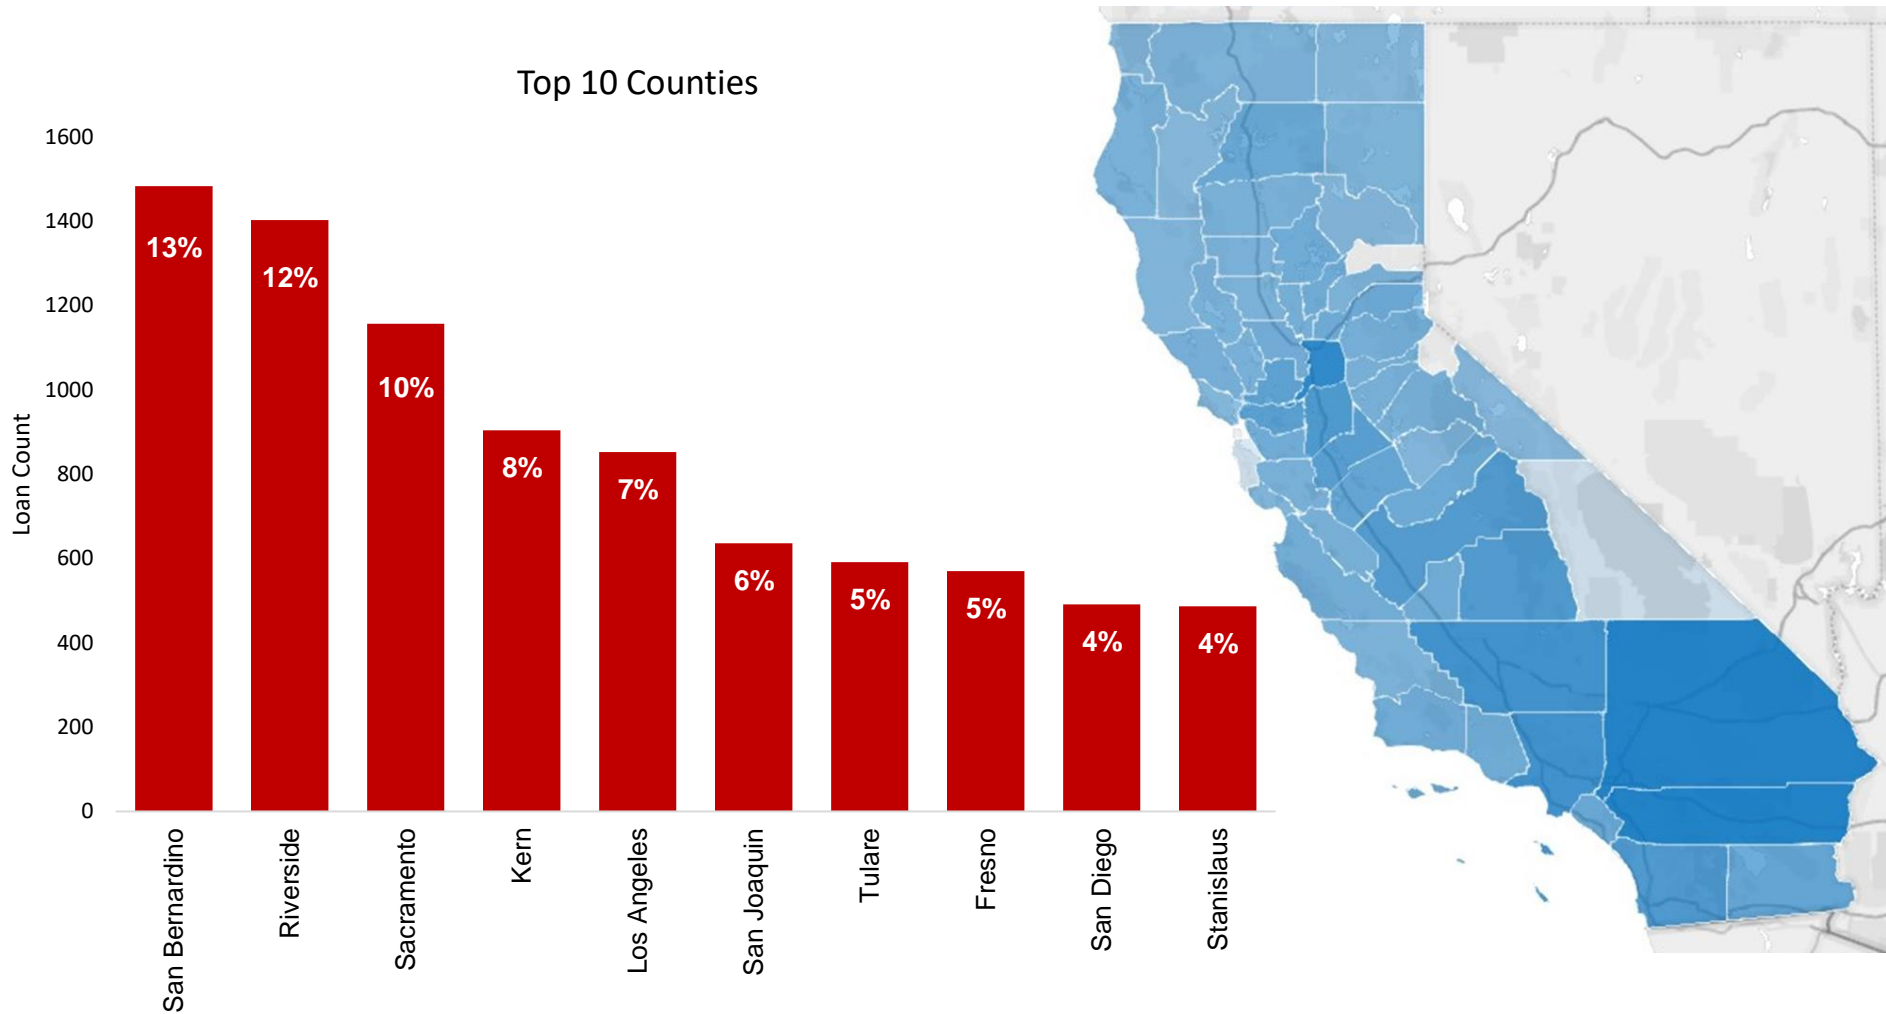 Top 10 Counties
1600
1400
1200
1000
800
600
400
200
0
Loan Count
13%
12%
10%
8%
7%
6%
5%
5%
4%
4%
San Bernardino
Riverside
Sacramento
Kern
Los Angeles
San Joaquin
Tulare
Fresno
San Diego
Stanislaus